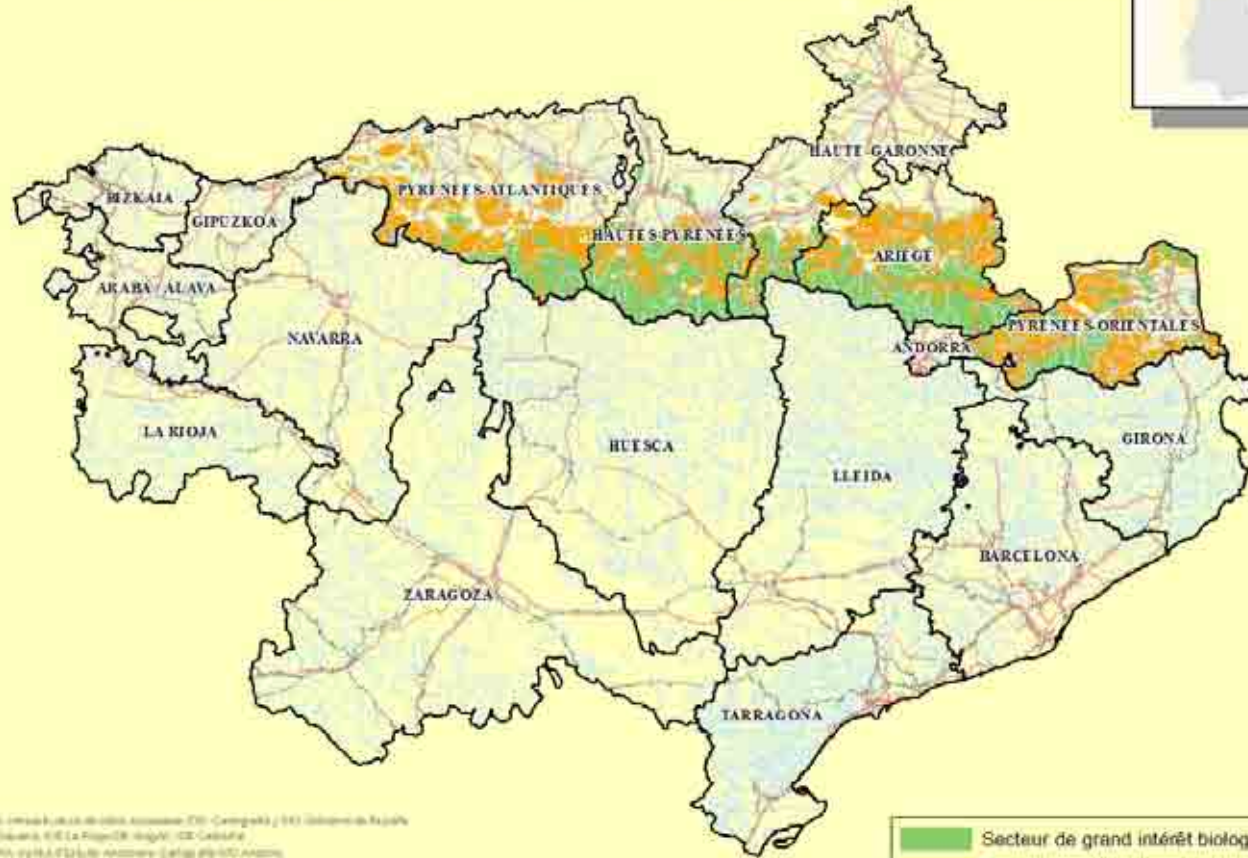 HAUTE-GARONNE
BIZKAIA
PYRENEES-ATLANTIQUES
GIPUZKOA
HAUTES-PYRENEES
ARIEGE
ARABA / ALAVA
PYRENEES-ORIENTALES
NAVARRA
ANDORRA
LA RIOJA
HUESCA
GIRONA
LLEIDA
BARCELONA
ZARAGOZA
TARRAGONA
Secteur de grand intérêt biolog